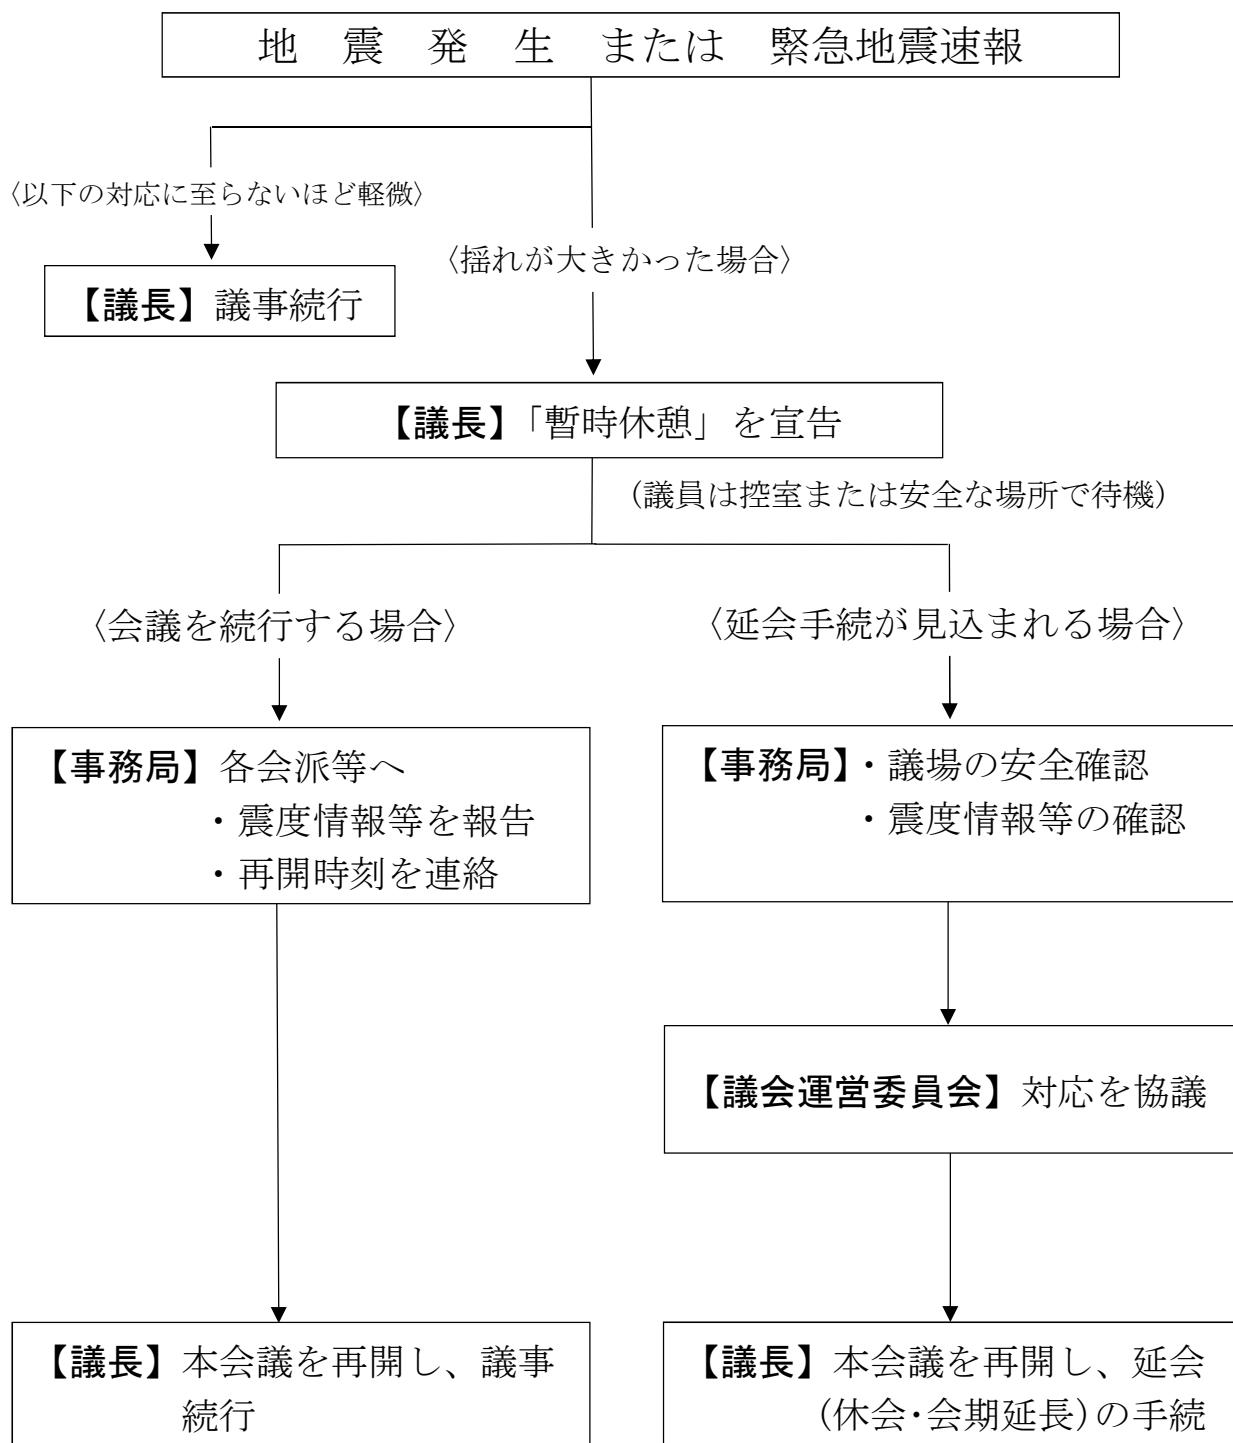 地　震　発　生　または　緊急地震速報
〈以下の対応に至らないほど軽微〉
〈揺れが大きかった場合〉
【議長】議事続行
【議長】「暫時休憩」を宣告
(議員は控室または安全な場所で待機)
〈会議を続行する場合〉
〈延会手続が見込まれる場合〉
【事務局】各会派等へ
・震度情報等を報告
・再開時刻を連絡
【事務局】・議場の安全確認
・震度情報等の確認
【議会運営委員会】対応を協議
【議長】本会議を再開し、議事
続行
【議長】本会議を再開し、延会
(休会・会期延長)の手続